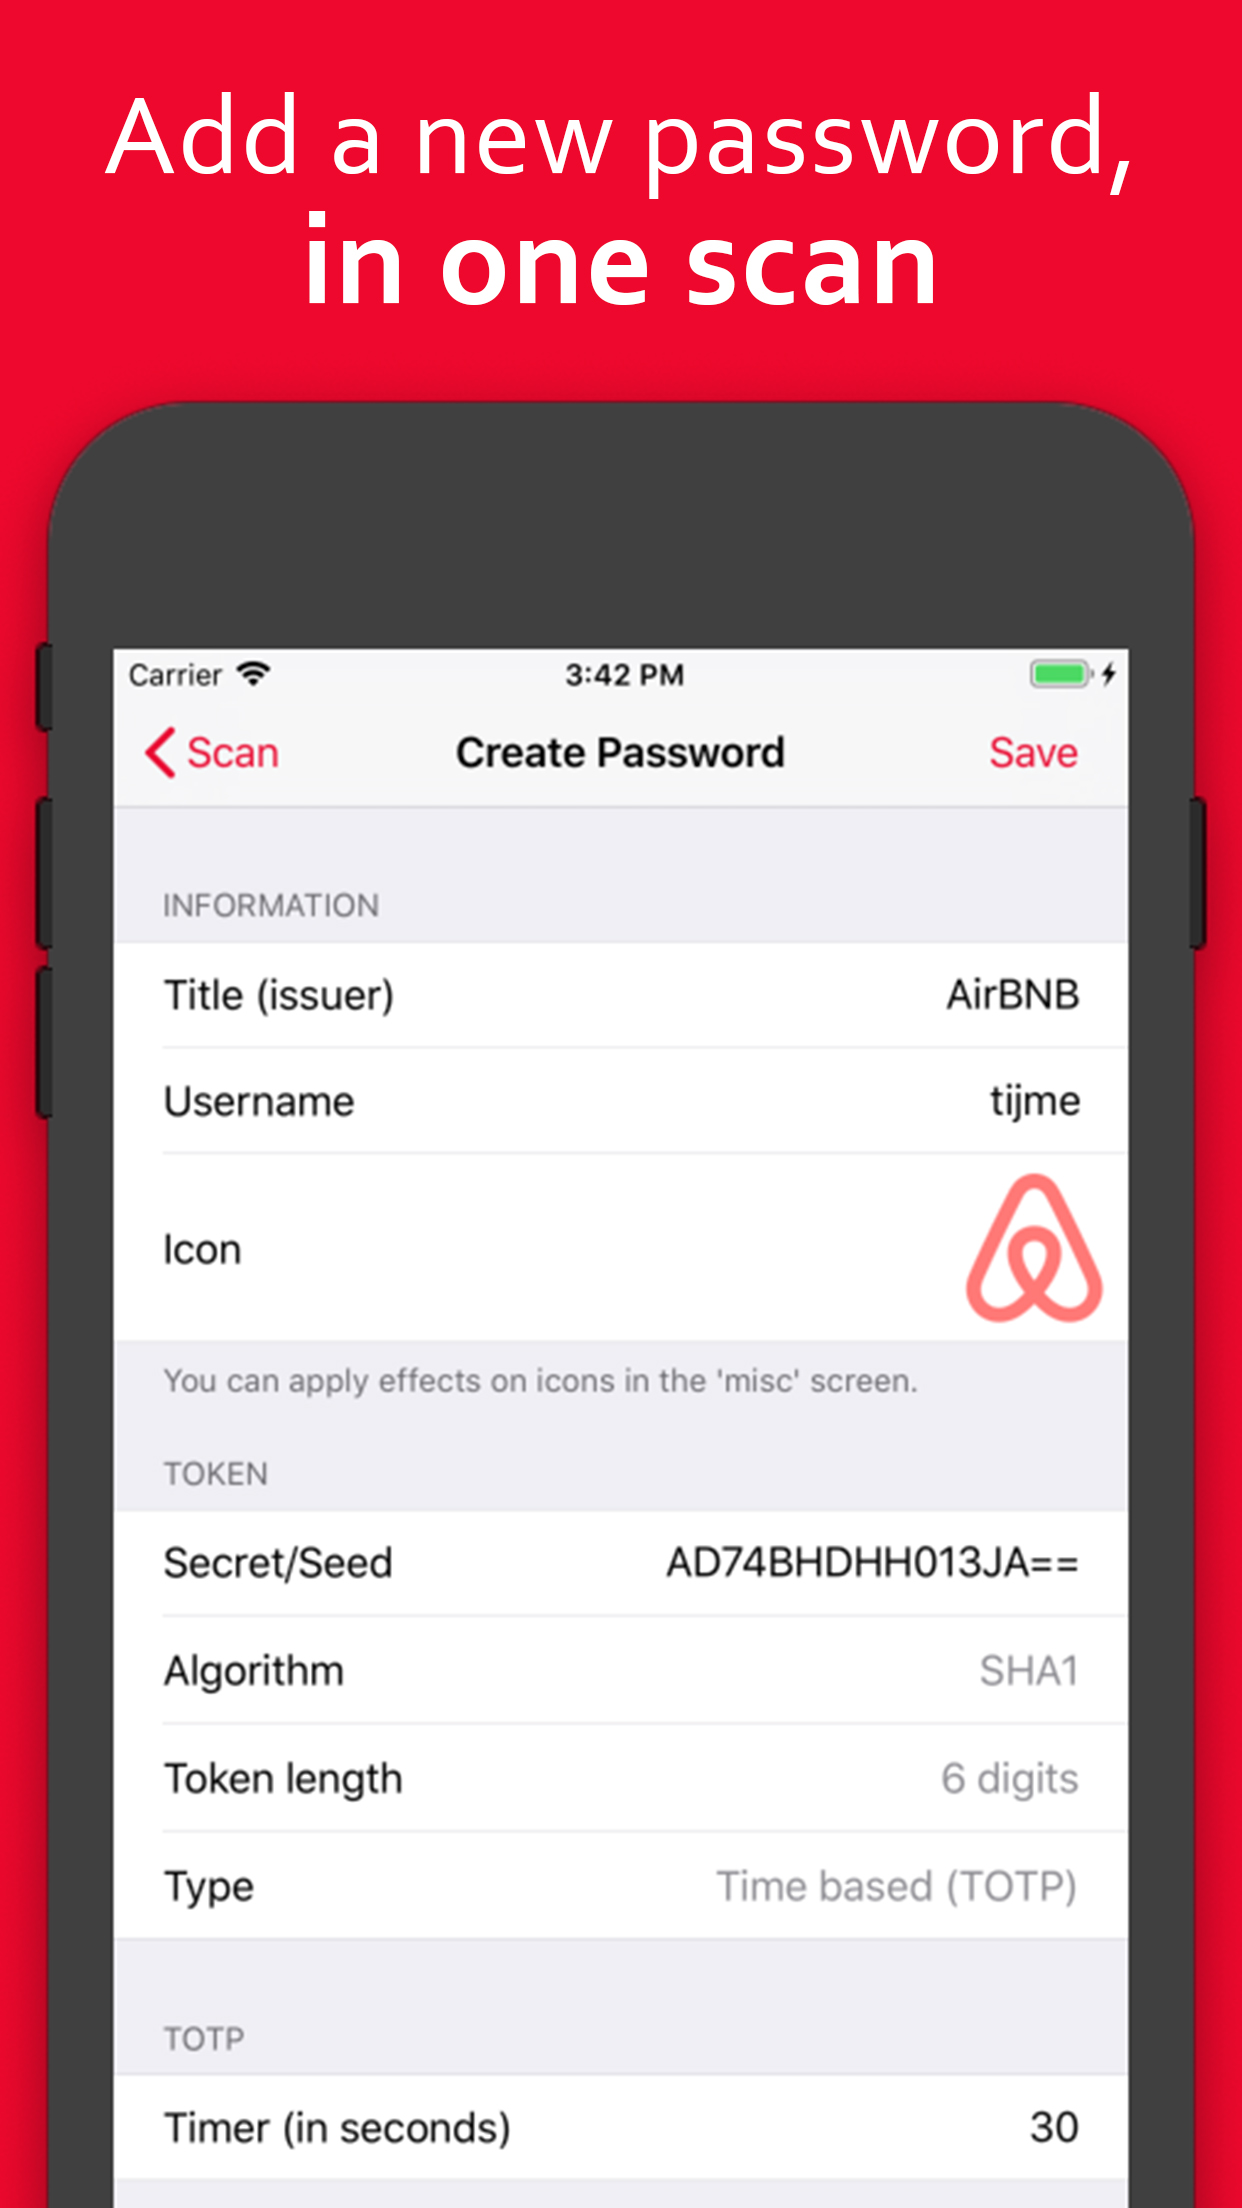 Add a new password,
in one scan
Carrier 3:42 PM
Scan Create Password Save
INFORMATION
Title (issuer) AirBNB
Username tijme
Icon
You can apply effects on icons in the 'misc' screen.
TOKEN
Secret/Seed AD74BHDHH013JA==
Algorithm SHA1
Token length 6 digits
Type Time based (TOTP)
TOTP
Timer (in seconds) 30